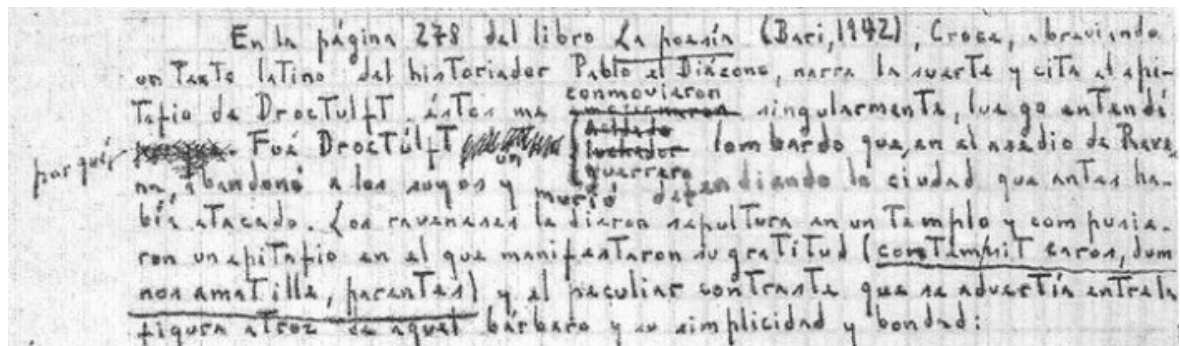 En la página 278 del libro La poesía (Bari, 1942), Croce, abreviando
un texto latino del historiador Pablo el Diácono, narra la suerte y cita el epi-
conmovieron
tafio de Droctulft. éstos me singularmente, luego entendí
por qué. Fué Droctulft un lombardo que, en el asedio de Rave-
luchador
guerrero
na, abandonó a los suyos y murió defendiendo la ciudad que antes ha-
bía atacado. Los raveneses le dieron sepultura en un templo y compusie-
ron un epitafio en el que manifestaron su gratitud (contempsit caros, dum
nos amat ille, parentes) y el peculiar contraste que se advertía entre la
figura atroz de aquel bárbaro y su simplicidad y bondad: